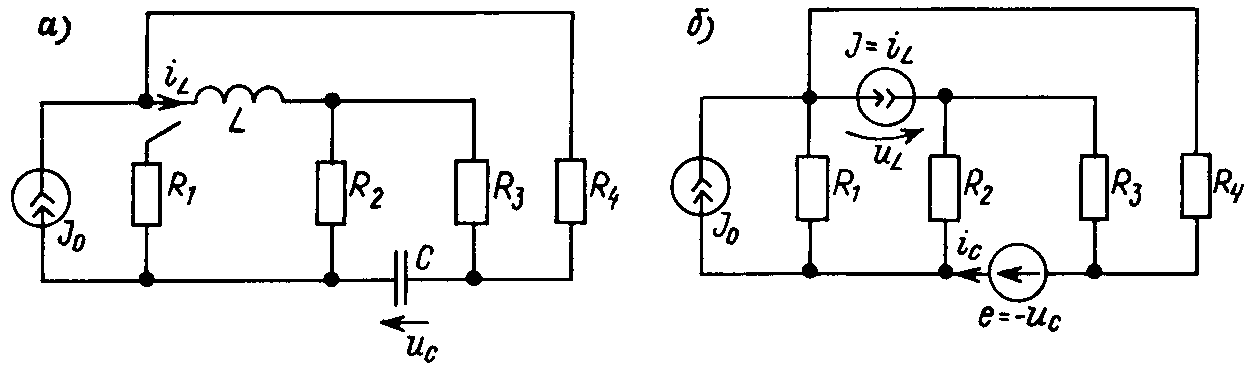 а)
i_L
L
R_1
R_2
R_3
R_4
J_0
C
u_C
б)
J = i_L
u_L
R_1
R_2
R_3
R_4
J_0
i_C
e = -u_C